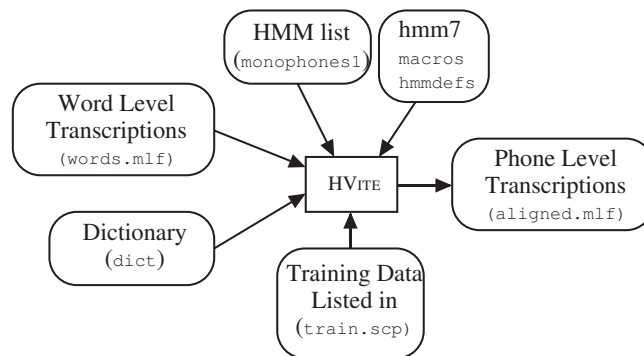 HMM list
(monophones1)
hmm7
macros
hmmdefs
Word Level
Transcriptions
(words.mlf)
HVITE
Phone Level
Transcriptions
(aligned.mlf)
Dictionary
(dict)
Training Data
Listed in
(train.scp)